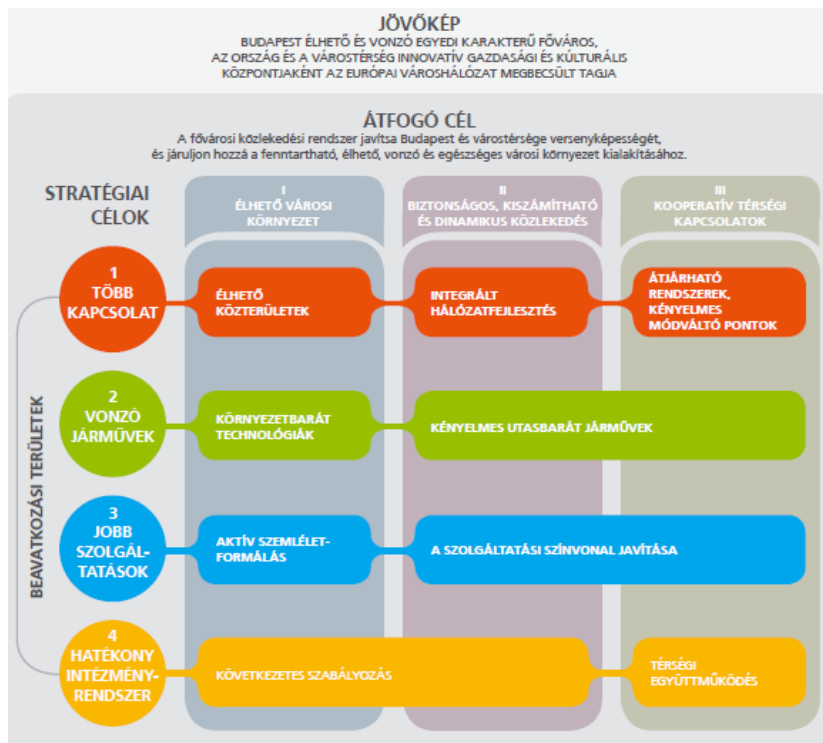 JÖVŐKÉP
BUDAPEST ÉLHETŐ ÉS VONZÓ EGYEDI KARAKTERŰ FŐVÁROS,
AZ ORSZÁG ÉS A VÁROSTÉRSÉG INNOVATÍV GAZDASÁGI ÉS KULTURÁLIS
KÖZPONTJAKÉNT AZ EURÓPAI VÁROSHÁLÓZAT MEGBECSÜLT TAGJA
ÁTFOGÓ CÉL
A fővárosi közlekedési rendszer javítsa Budapest és várostérsége versenyképességét,
és járuljon hozzá a fenntartható, élhető, vonzó és egészséges városi környezet kialakításához.
STRATÉGIAI
CÉLOK
I
ÉLHETŐ VÁROSI
KÖRNYEZET
II
BIZTONSÁGOS, KISZÁMÍTHATÓ
ÉS DINAMIKUS KÖZLEKEDÉS
III
KOOPERATÍV TÉRSÉGI
KAPCSOLATOK
BEAVATKOZÁSI TERÜLETEK
1
TÖBB
KAPCSOLAT
ÉLHETŐ
KÖZTERÜLETEK
INTEGRÁLT
HÁLÓZATFEJLESZTÉS
ÁTJÁRHATÓ
RENDSZEREK,
KÉNYELMES
MÓDVÁLTÓ PONTOK
2
VONZÓ
JÁRMŰVEK
KÖRNYEZETBARÁT
TECHNOLÓGIÁK
KÉNYELMES UTASBARÁT JÁRMŰVEK
3
JOBB
SZOLGÁL-
TATÁSOK
AKTÍV SZEMLÉLET-
FORMÁLÁS
A SZOLGÁLTATÁSI SZÍNVONAL JAVÍTÁSA
4
HATÉKONY
INTÉZMÉNY-
RENDSZER
KÖVETKEZETES SZABÁLYOZÁS
TÉRSÉGI
EGYÜTTMŰKÖDÉS